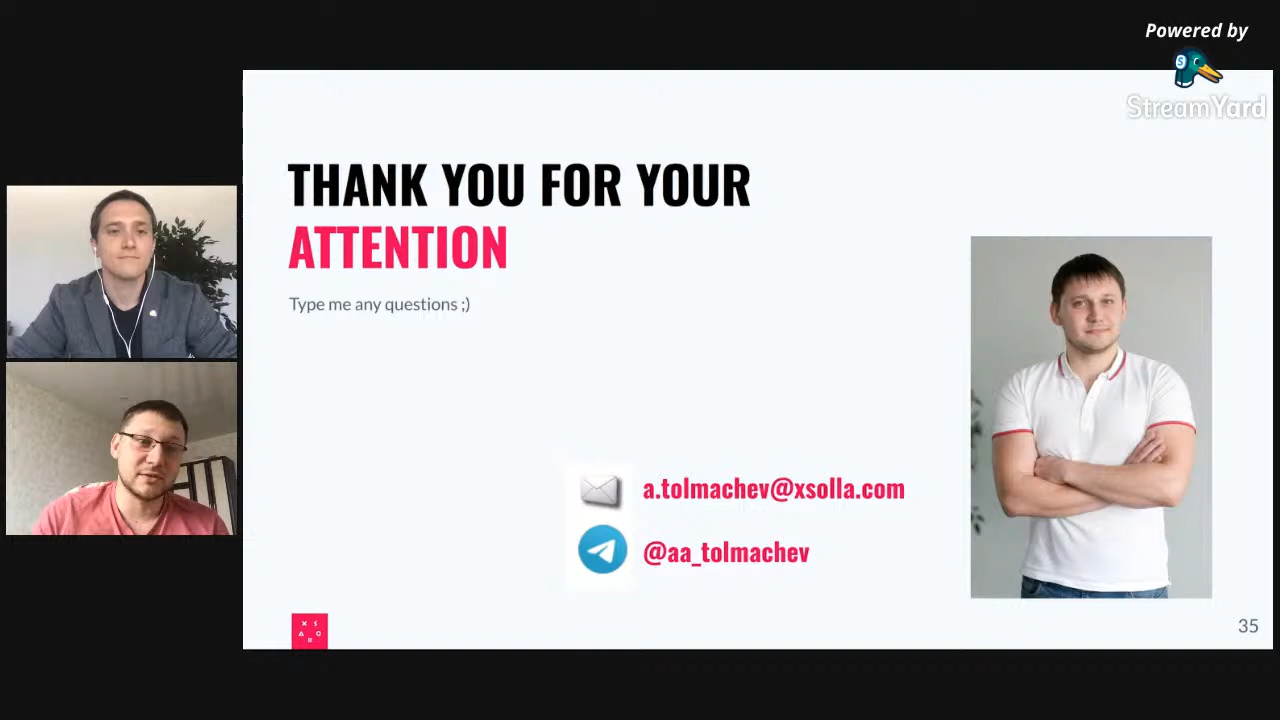 Powered by
StreamYard
THANK YOU FOR YOUR
ATTENTION
Type me any questions ;)
a.tolmachev@xsolla.com
@aa_tolmachev
35